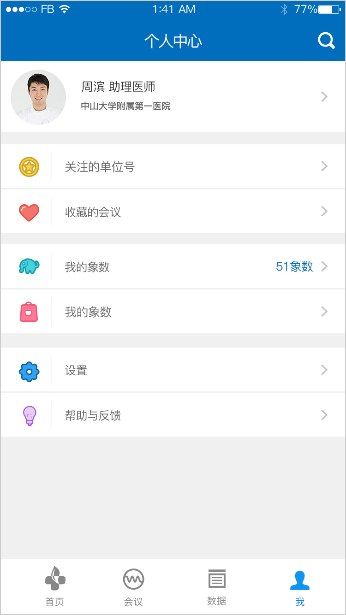 FB 1:41 AM 77%
个人中心
周滨 助理医师
中山大学附属第一医院
关注的单位号
收藏的会议
我的象数 51象数
我的象数
设置
帮助与反馈
首页 会议 数据 我